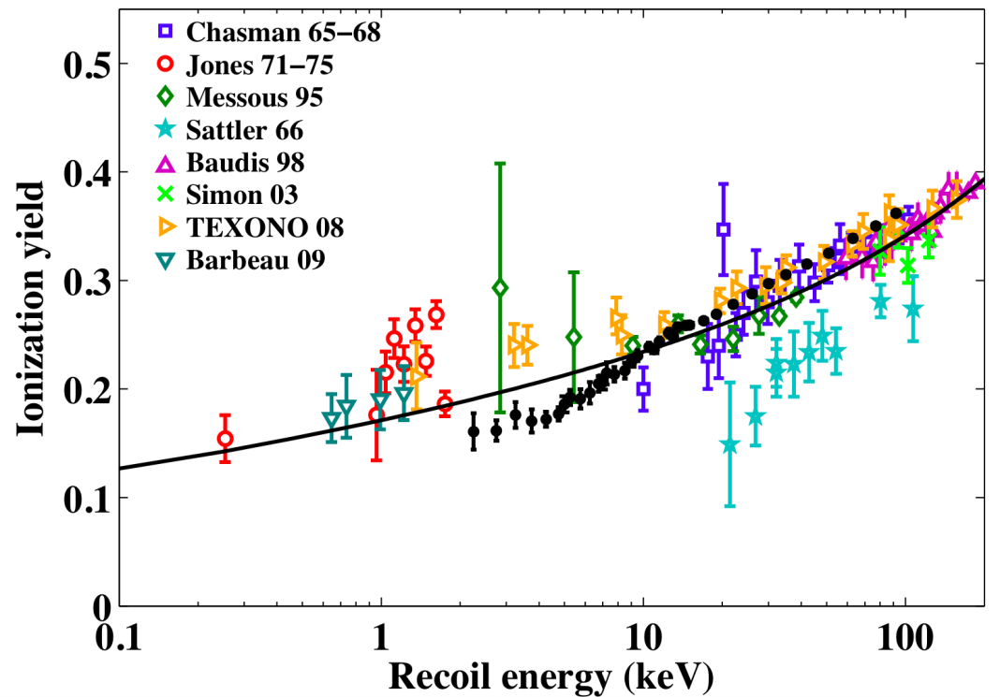 Chasman 65–68
Jones 71–75
Messous 95
Sattler 66
Baudis 98
Simon 03
TEXONO 08
Barbeau 09
Ionization yield
0.5
0.4
0.3
0.2
0.1
0
0.1 1 10 100
Recoil energy (keV)